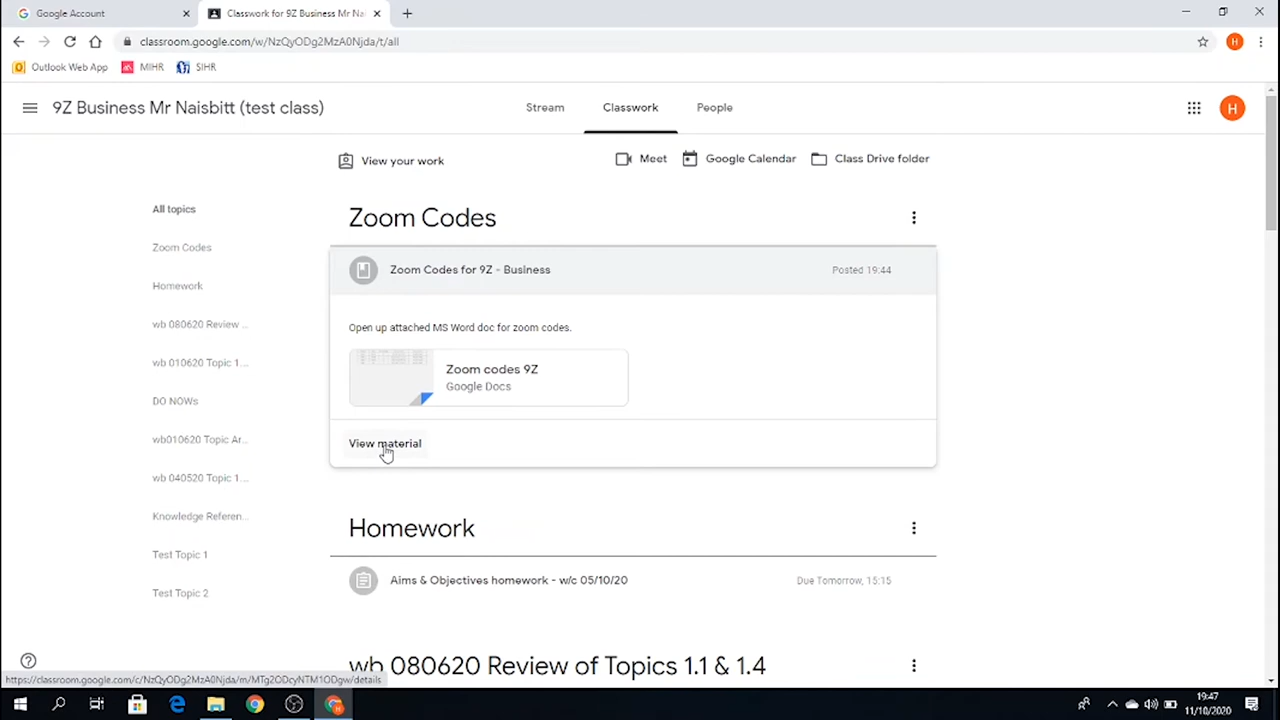 Google Account
Classwork for 9Z Business Mr Nai
classroom.google.com/w/NzQyODg2MzA0Njda/t/all
H
Outlook Web App
MIHR
SIHR
9Z Business Mr Naisbitt (test class)
Stream
Classwork
People
H
View your work
Meet
Google Calendar
Class Drive folder
All topics
Zoom Codes
Homework
wb 080620 Review ...
wb 010620 Topic 1....
DO NOWs
wb010620 Topic Ar...
wb 040520 Topic 1....
Knowledge Referen...
Test Topic 1
Test Topic 2
Zoom Codes
Zoom Codes for 9Z - Business
Posted 19:44
Open up attached MS Word doc for zoom codes.
Zoom codes 9Z
Google Docs
View material
Homework
Aims & Objectives homework - w/c 05/10/20
Due Tomorrow, 15:15
wb 080620 Review of Topics 1.1 & 1.4
https://classroom.google.com/c/NzQyODg2MzA0Njda/m/MTg2ODcyNTM1ODgw/details
19:47
11/10/2020